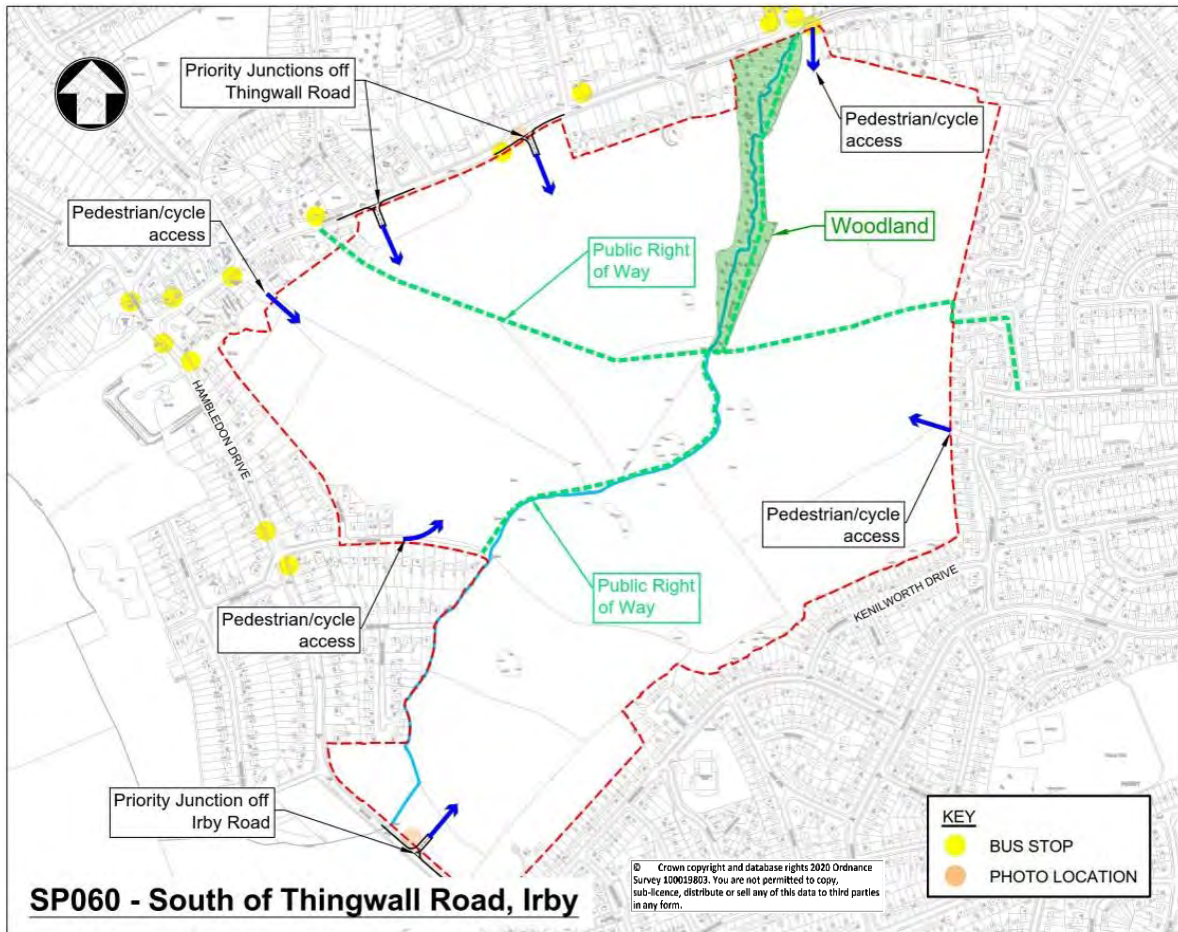 Priority Junctions off
Thingwall Road
Pedestrian/cycle
access
Pedestrian/cycle
access
Woodland
Public Right
of Way
HAMBLEDON DRIVE
Pedestrian/cycle
access
Public Right
of Way
KENILWORTH DRIVE
Pedestrian/cycle
access
Priority Junction off
Irby Road
KEY
BUS STOP
PHOTO LOCATION
© Crown copyright and database rights 2020 Ordnance
Survey 100019803. You are not permitted to copy,
sub-licence, distribute or sell any of this data to third parties
in any form.
SP060 - South of Thingwall Road, Irby